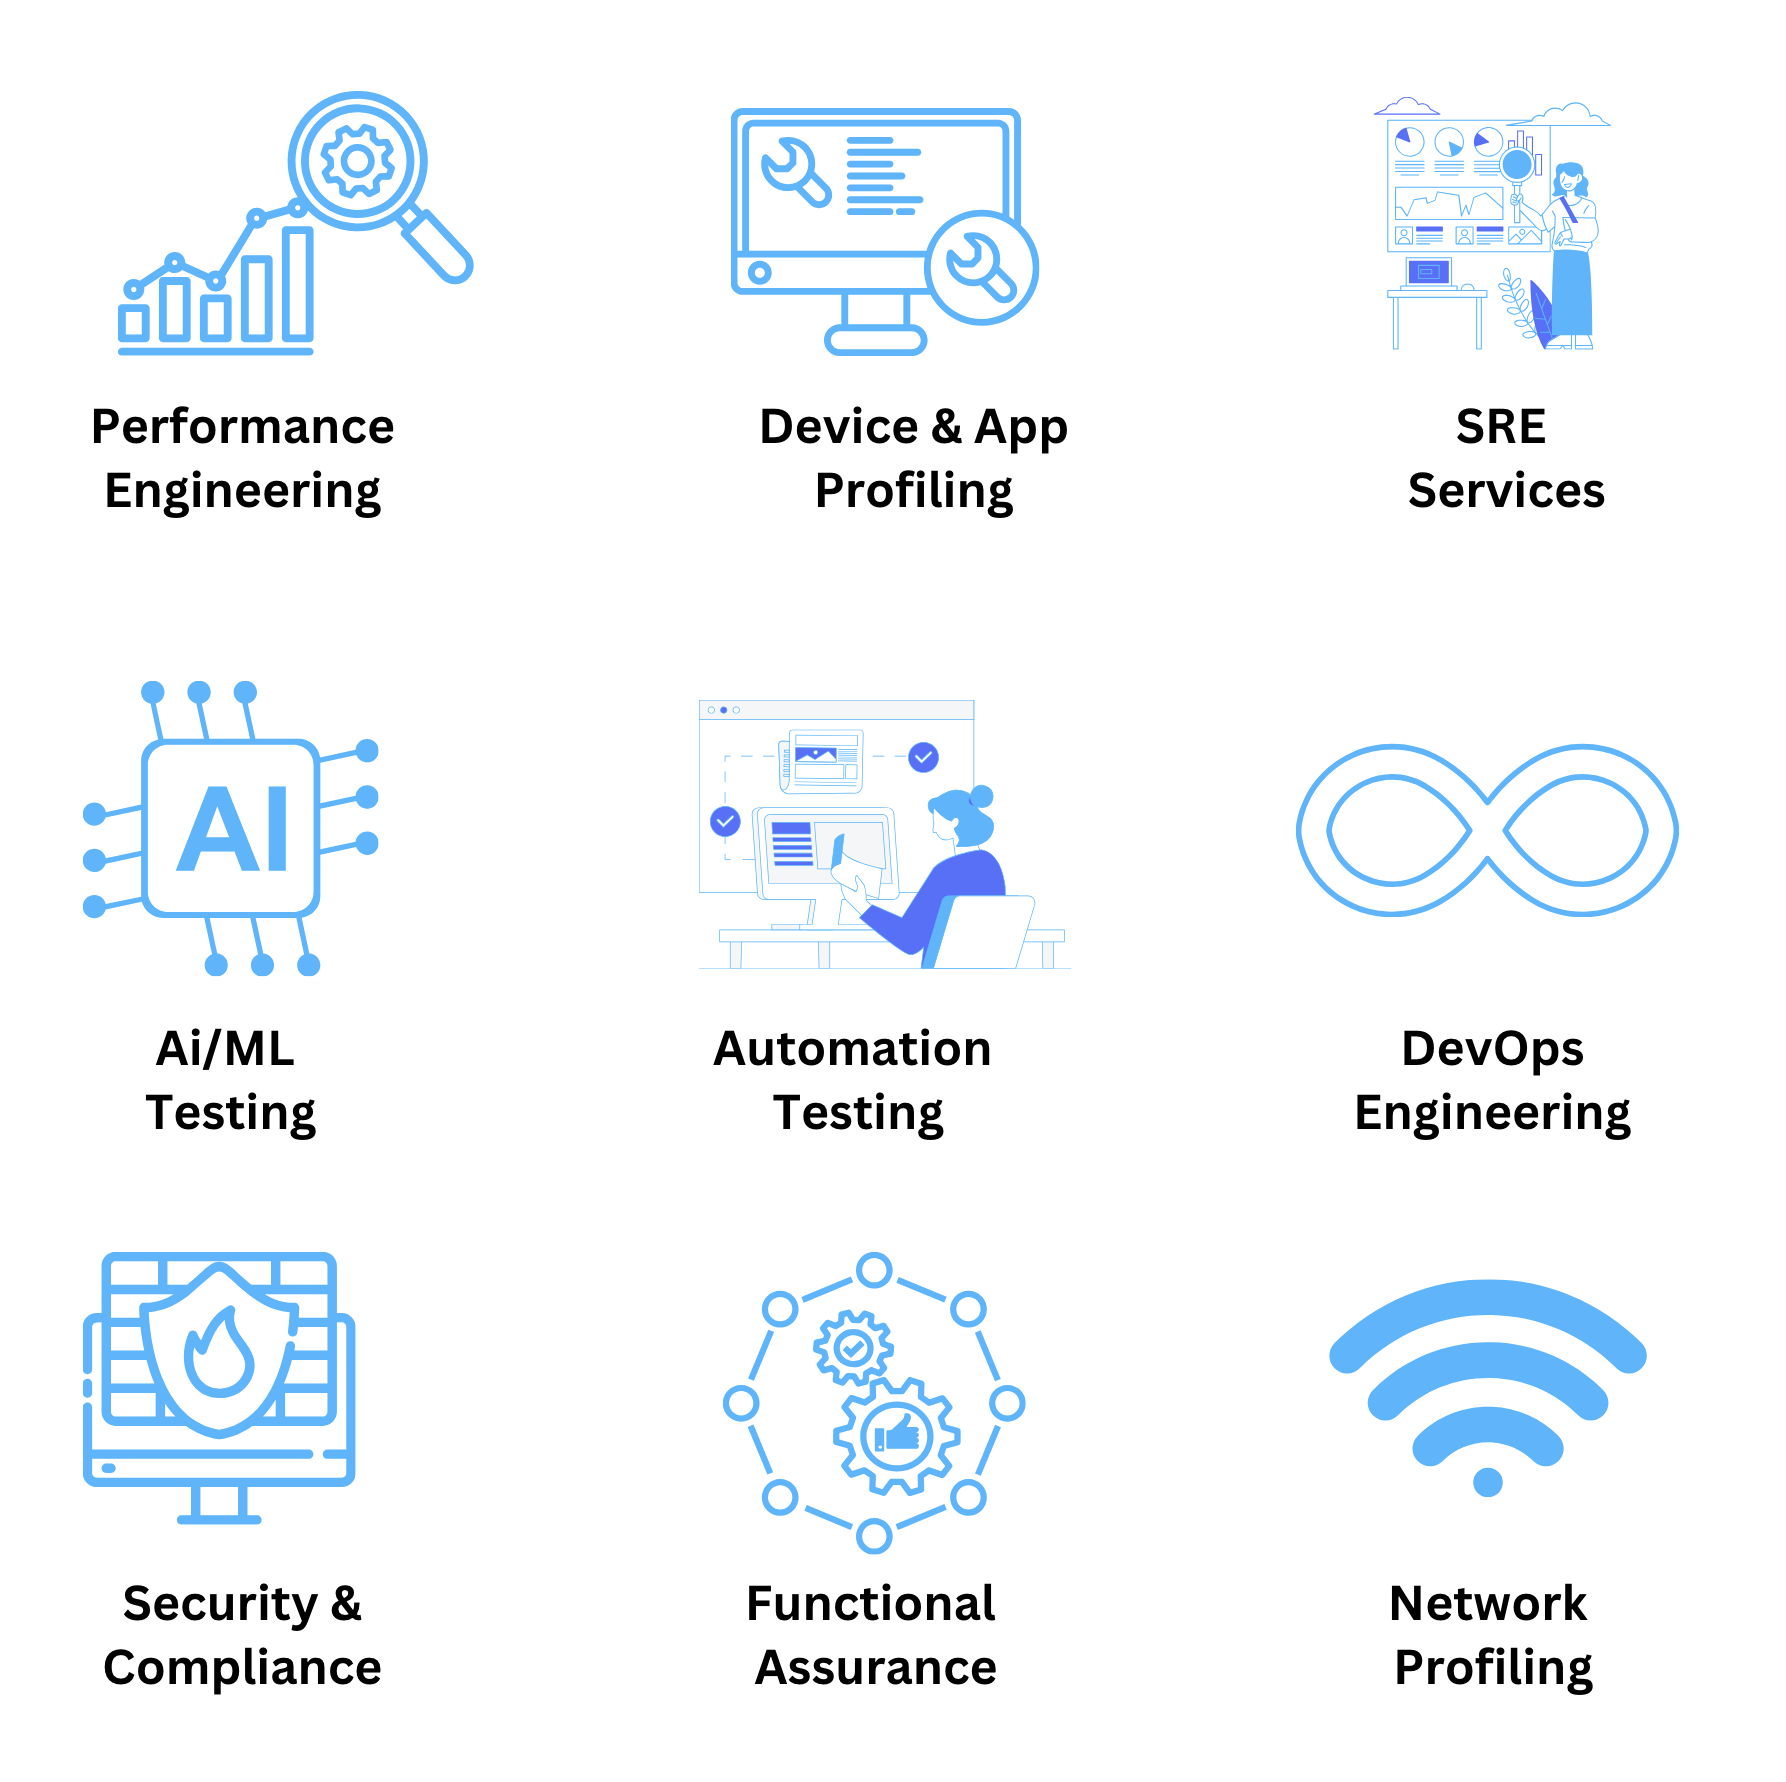 Performance
Engineering
Device & App
Profiling
SRE
Services
AI
Ai/ML
Testing
Automation
Testing
DevOps
Engineering
Security &
Compliance
Functional
Assurance
Network
Profiling